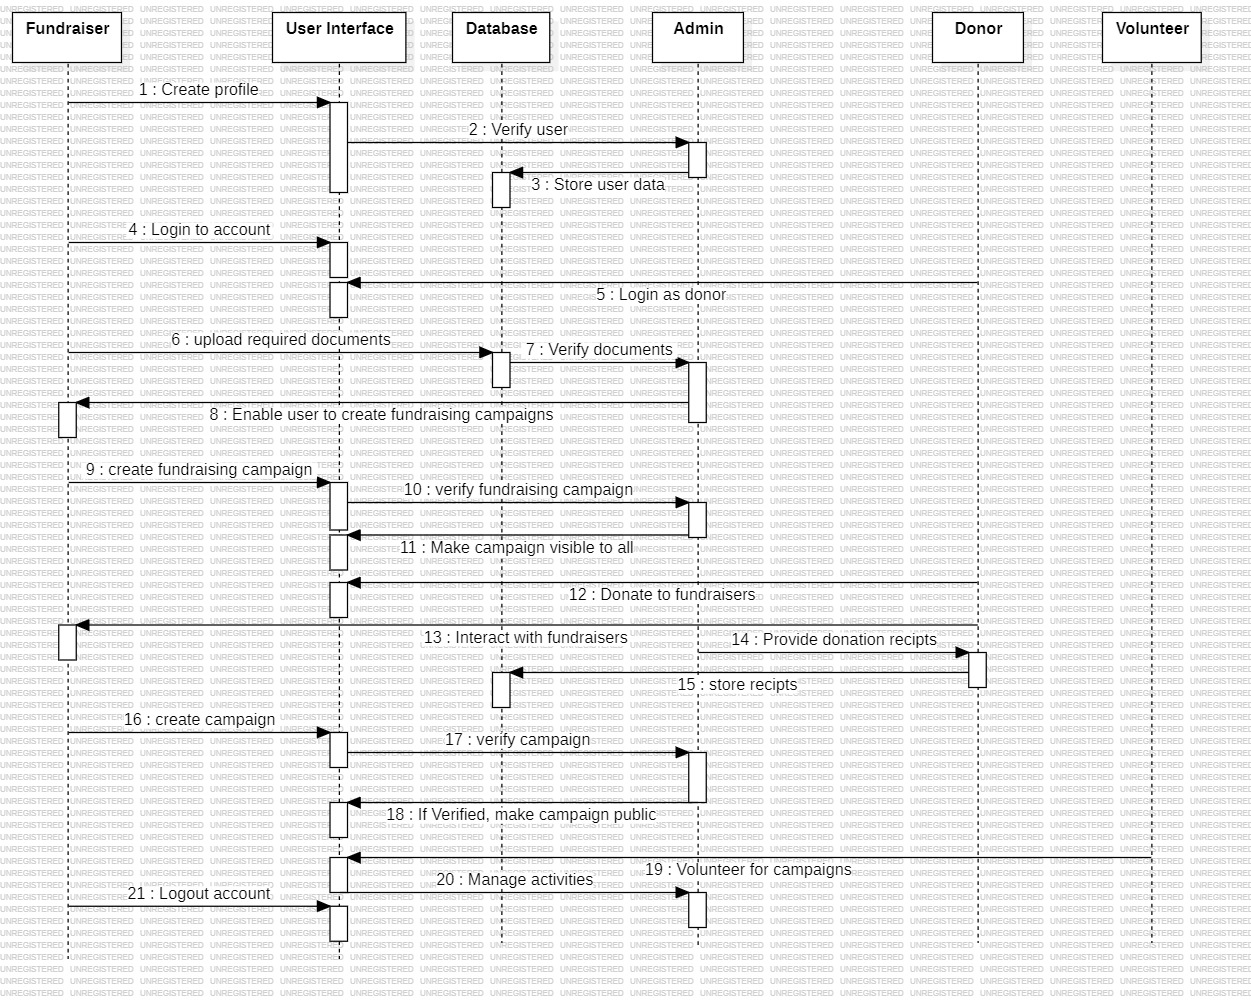 Fundraiser
User Interface
Database
Admin
Donor
Volunteer
1 : Create profile
2 : Verify user
3 : Store user data
4 : Login to account
5 : Login as donor
6 : upload required documents
7 : Verify documents
8 : Enable user to create fundraising campaigns
9 : create fundraising campaign
10 : verify fundraising campaign
11 : Make campaign visible to all
12 : Donate to fundraisers
13 : Interact with fundraisers
14 : Provide donation recipts
15 : store recipts
16 : create campaign
17 : verify campaign
18 : If Verified, make campaign public
19 : Volunteer for campaigns
20 : Manage activities
21 : Logout account
UNREGISTERED